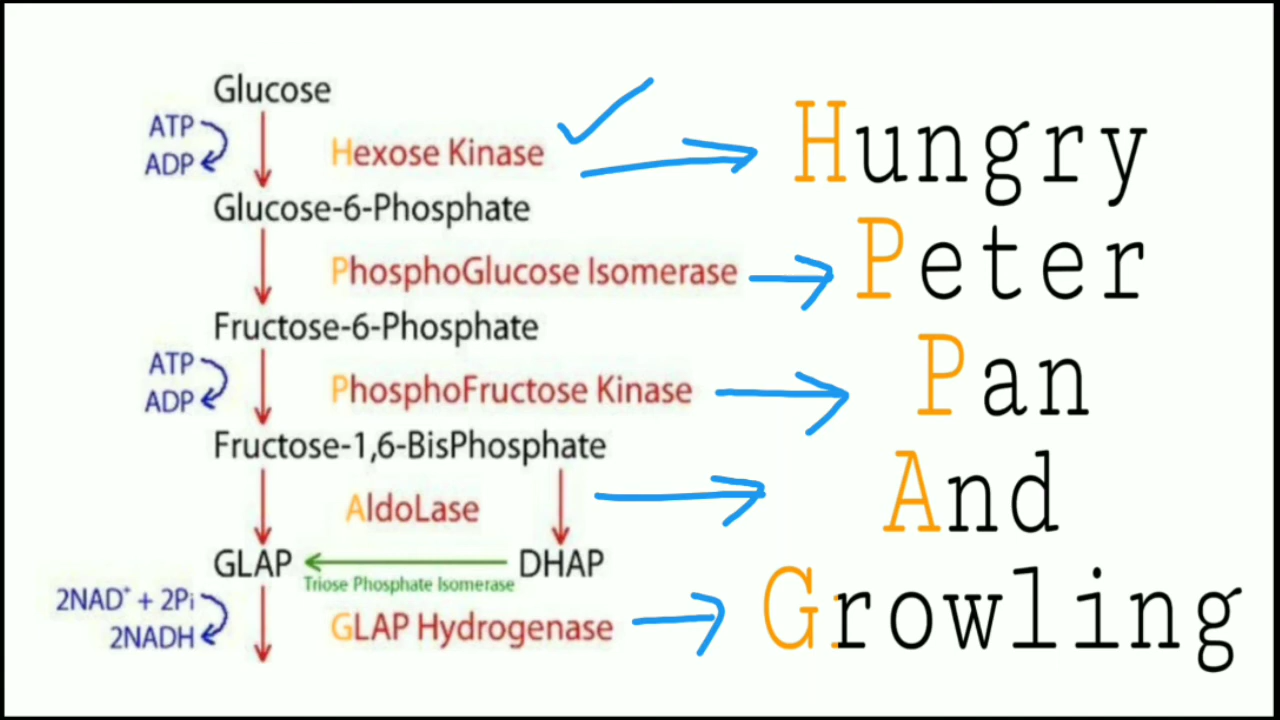 Glucose
ATP
ADP
Hexose Kinase
Hungry
Glucose-6-Phosphate
PhosphoGlucose Isomerase
Peter
Fructose-6-Phosphate
ATP
ADP
PhosphoFructose Kinase
Pan
Fructose-1,6-BisPhosphate
AldoLase
And
GLAP
DHAP
Triose Phosphate Isomerase
2NAD⁺ + 2Pi
2NADH
GLAP Hydrogenase
Growling